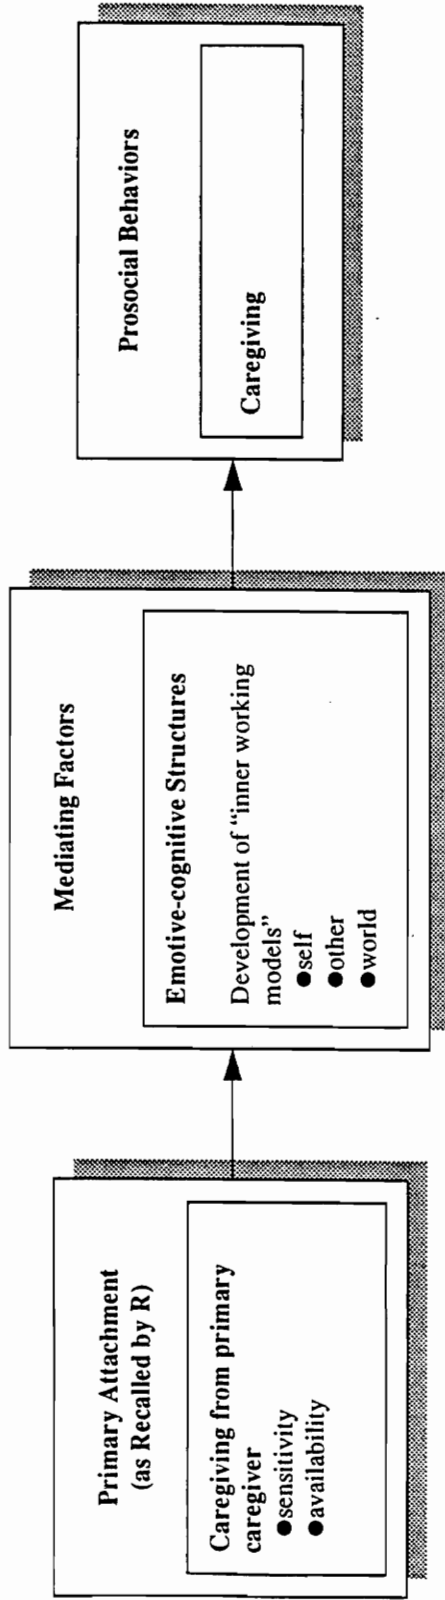 Primary Attachment
(as Recalled by R)
Caregiving from primary
caregiver
●sensitivity
●availability
Mediating Factors
Emotive-cognitive Structures
Development of “inner working
models”
●self
●other
●world
Prosocial Behaviors
Caregiving